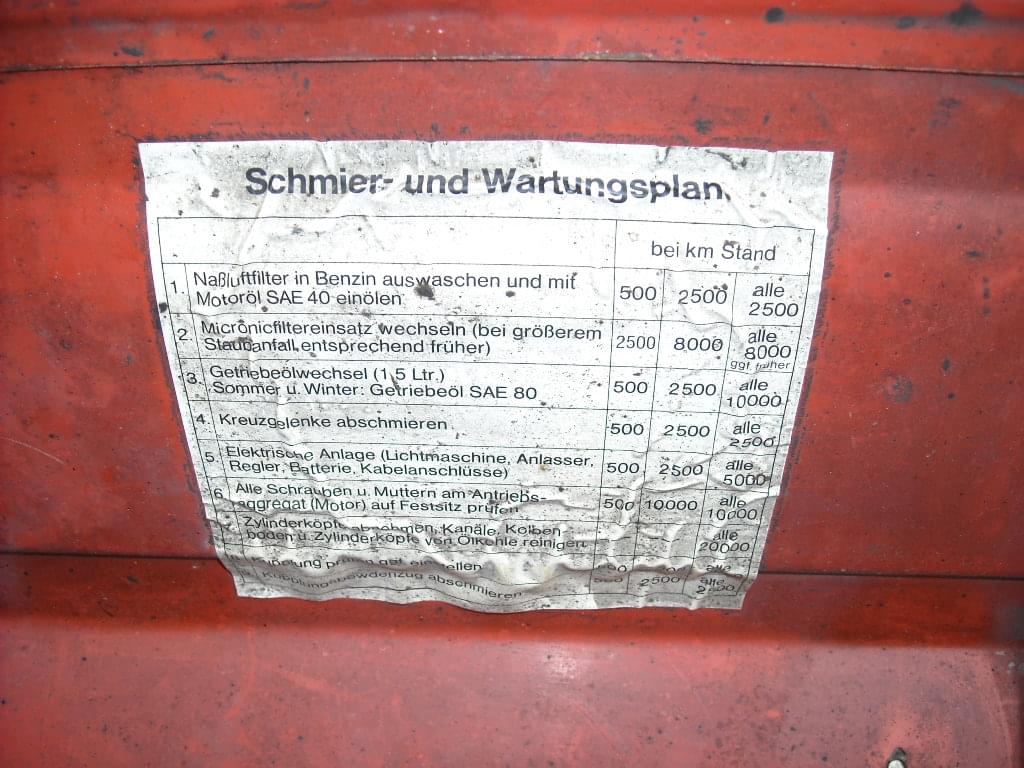 Schmier- und Wartungsplan
bei km Stand
1. Naßluftfilter in Benzin auswaschen und mit
Motoröl SAE 40 einölen
500 2500 alle
2500
2. Micronicfiltereinsatz wechseln (bei größerem
Staubanfall entsprechend früher)
2500 8000 alle
8000
ggf. früher
3. Getriebeölwechsel (1,5 Ltr.)
Sommer u. Winter: Getriebeöl SAE 80
500 2500 alle
10000
4. Kreuzgelenke abschmieren
500 2500 alle
2500
5. Elektrische Anlage (Lichtmaschine, Anlasser,
Regler, Batterie, Kabelanschlüsse)
500 2500 alle
5000
6. Alle Schrauben u. Muttern am Antriebs-
aggregat (Motor) auf Festsitz prüfen
500 10000 alle
10000
Zylinderköpfe abnehmen, Kanäle, Kolben
boden u. Zylinderköpfe von Ölkohle reinigen
alle
20000
alle
Kupplungsbowdenzug abschmieren
500 2500 alle
2500